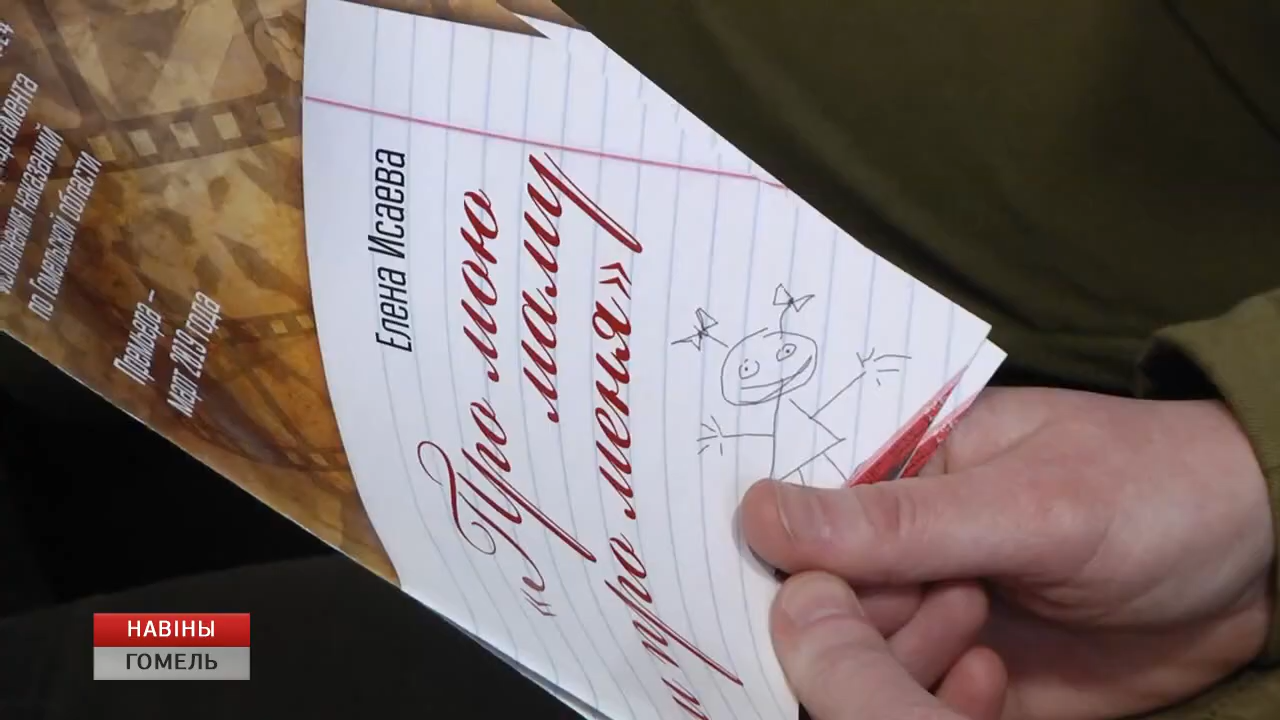 Елена Исаева
«Про мою
маму
и про меня»
по Гомельской области
Премьера –
март 2019 года
НАВІНЫ
ГОМЕЛЬ